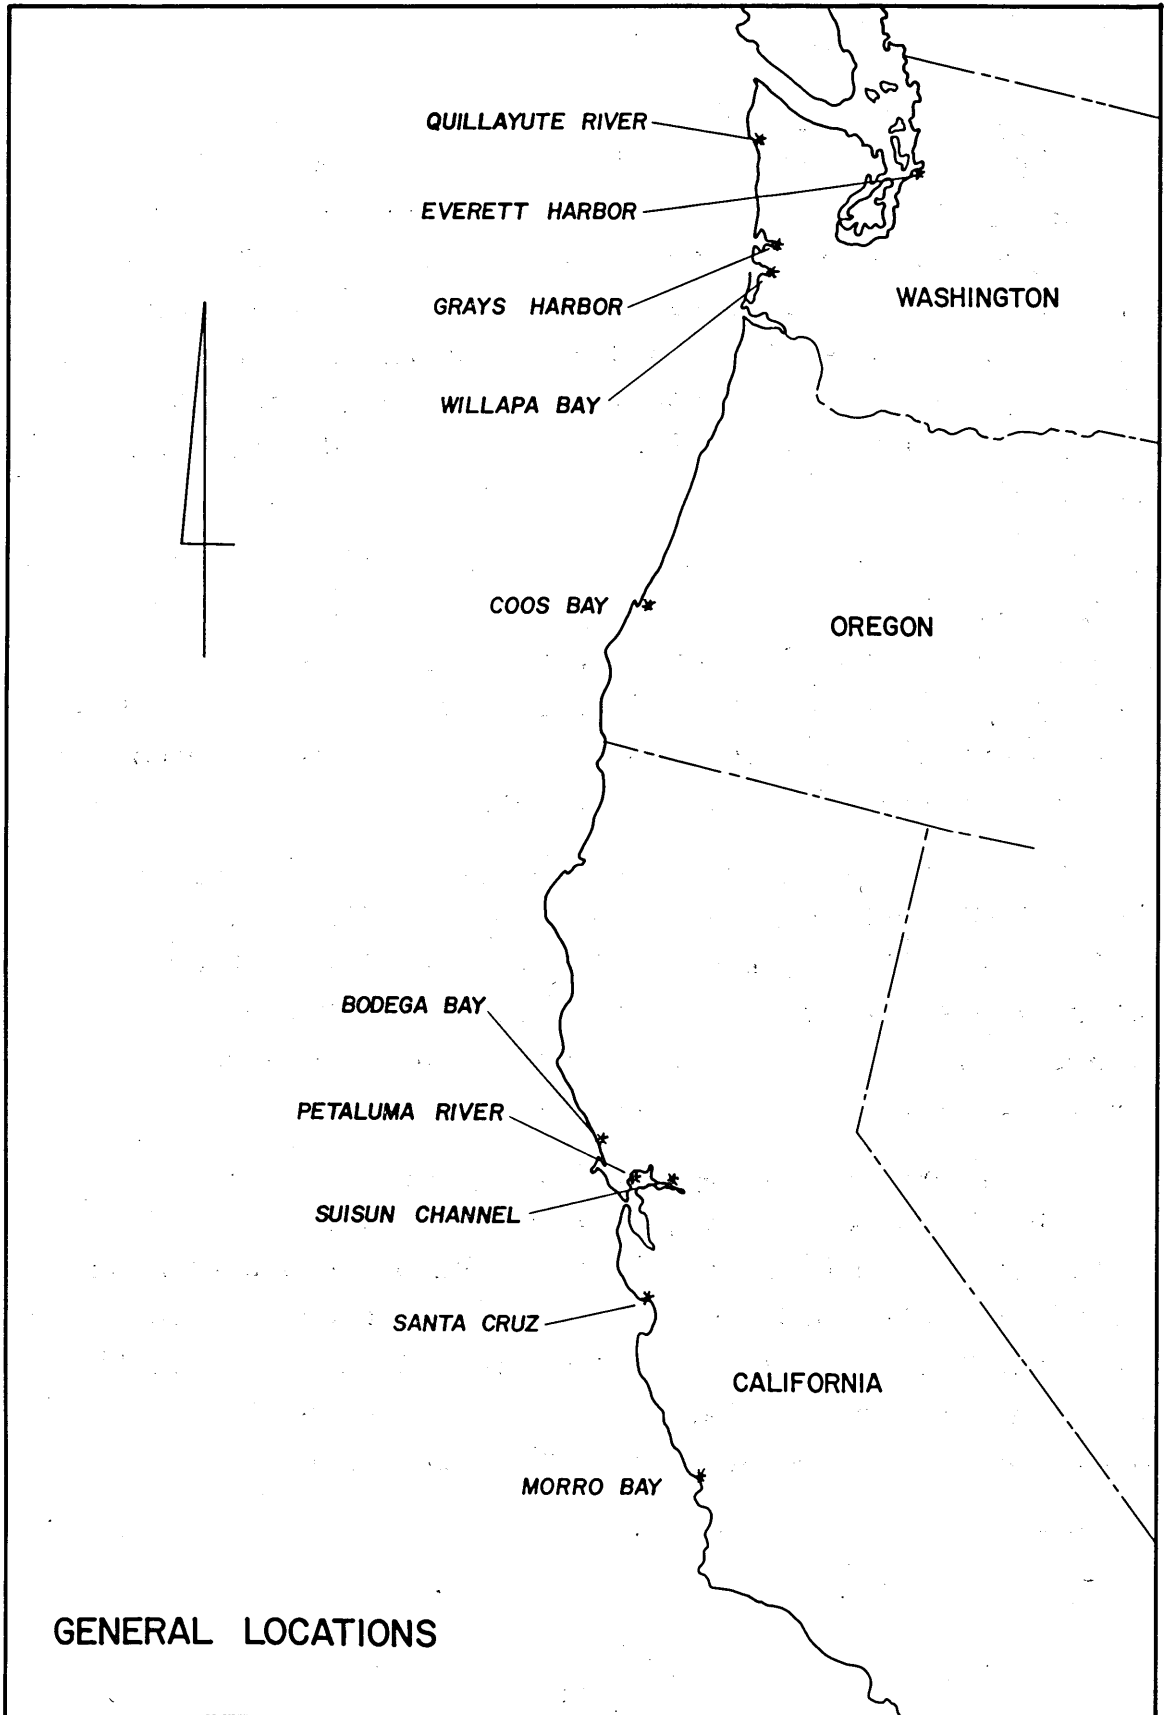 QUILLAYUTE RIVER
EVERETT HARBOR
GRAYS HARBOR
WASHINGTON
WILLAPA BAY
COOS BAY
OREGON
BODEGA BAY
PETALUMA RIVER
SUISUN CHANNEL
SANTA CRUZ
CALIFORNIA
MORRO BAY
GENERAL LOCATIONS